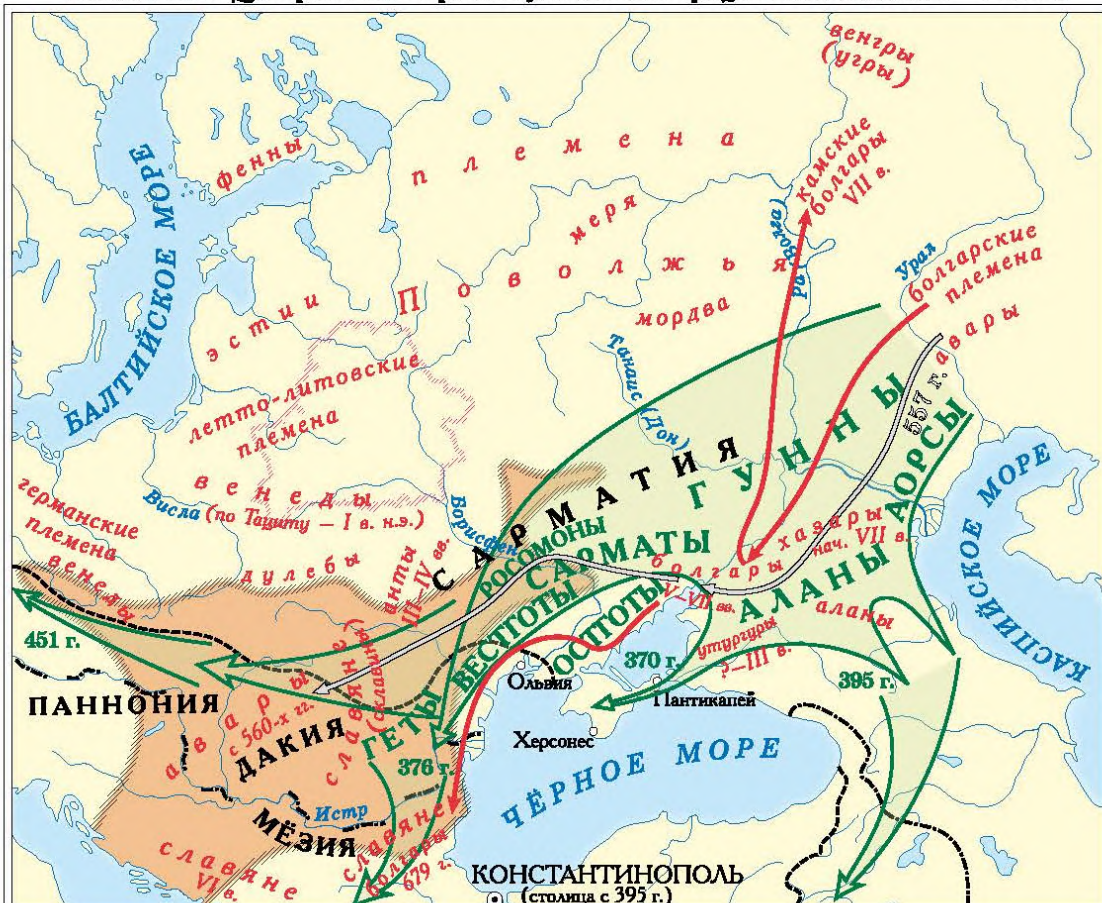 венгры
(угры)
племена
камские
болгары
VII в.
фенны
меря
Поволжья
ра (Волга)
Урал
болгарские
племена
мордва
авары
557 г.
БАЛТИЙСКОЕ МОРЕ
эстии
летто-литовские
племена
Танаис (Дон)
САРМАТИЯ
ГУННЫ
АОРСЫ
КАСПИЙСКОЕ МОРЕ
венеды
(по Тациту – I в. н.э.)
Висла
Борисфен
германские
племена
венеды
дулебы
анты
III–IV вв.
РОСОМОНЫ
САРМАТЫ
хазары
нач. VII в.
болгары
V–VII вв.
АЛАНЫ
аланы
ВЕСТГОТЫ
ОСТГОТЫ
утургуры
451 г.
370 г.
395 г.
славяне
(склавины)
Ольвия
Пантикапей
ПАННОНИЯ
авары
с 560-х гг.
ДАКИЯ
ГЕТЫ
376 г.
Херсонес
ЧЁРНОЕ МОРЕ
Истр
МЁЗИЯ
славяне
VI в.
славяне
болгары
679 г.
КОНСТАНТИНОПОЛЬ
(столица с 395 г.)